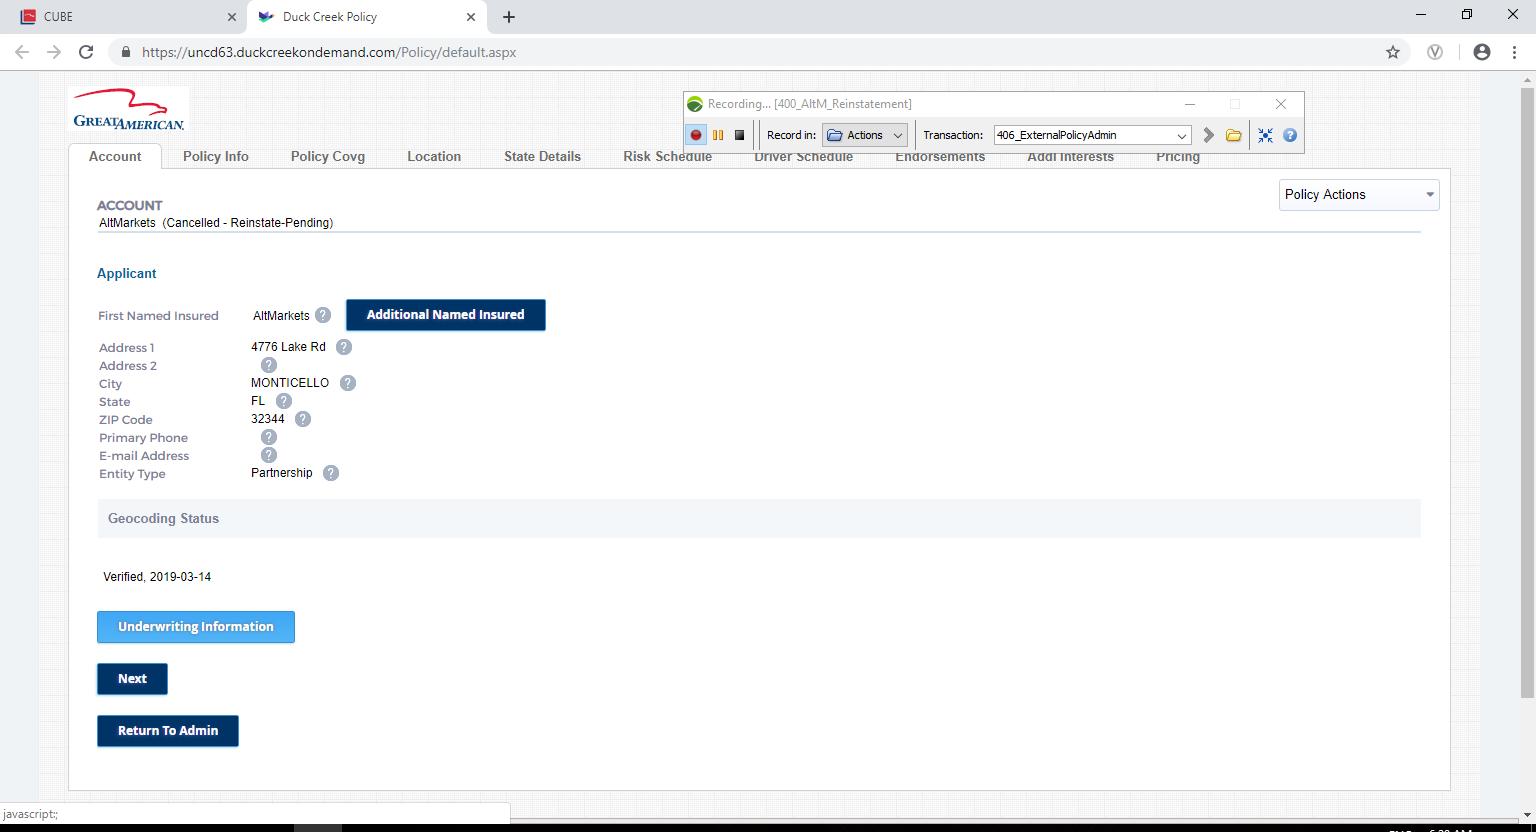 CUBE
Duck Creek Policy
https://uncd63.duckcreekondemand.com/Policy/default.aspx
GREATAMERICAN.
Recording... [400_AltM_Reinstatement]
Record in: Actions Transaction: 406_ExternalPolicyAdmin
Account Policy Info Policy Covg Location State Details Risk Schedule Driver Schedule Endorsements Addl Interests Pricing
Policy Actions
ACCOUNT
AltMarkets (Cancelled - Reinstate-Pending)
Applicant
First Named Insured AltMarkets ? Additional Named Insured
Address 1 4776 Lake Rd ?
Address 2 ?
City MONTICELLO ?
State FL ?
ZIP Code 32344 ?
Primary Phone ?
E-mail Address ?
Entity Type Partnership ?
Geocoding Status
Verified, 2019-03-14
Underwriting Information
Next
Return To Admin
javascript:;